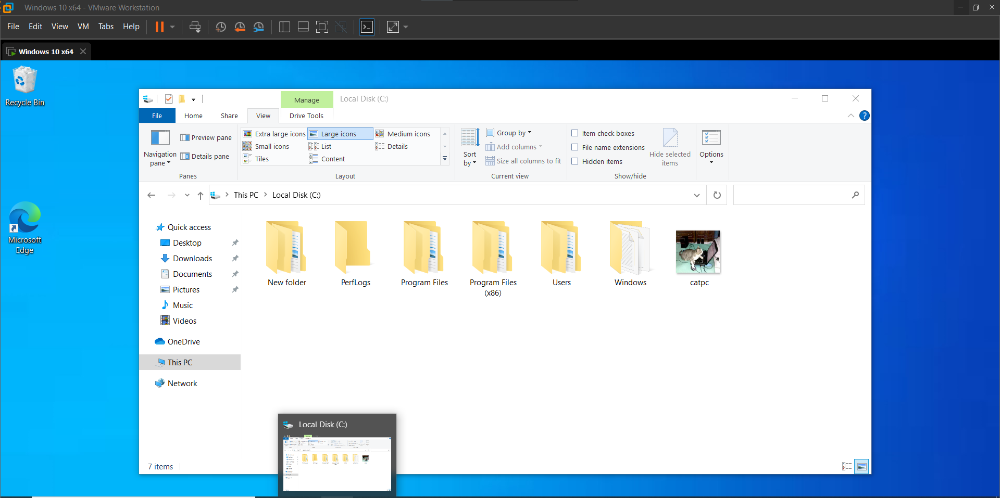 Windows 10 x64 - VMware Workstation
File Edit View VM Tabs Help
Windows 10 x64
Recycle Bin
Microsoft
Edge
Manage
Local Disk (C:)
File Home Share View Drive Tools
Navigation
pane
Preview pane
Details pane
Panes
Extra large icons Large icons Medium icons
Small icons List Details
Tiles Content
Layout
Sort
by
Group by
Add columns
Size all columns to fit
Current view
Item check boxes
File name extensions
Hidden items
Hide selected
items
Show/hide
Options
This PC Local Disk (C:)
Quick access
Desktop
Downloads
Documents
Pictures
Music
Videos
OneDrive
This PC
Network
New folder
PerfLogs
Program Files
Program Files
(x86)
Users
Windows
catpc
7 items
Local Disk (C:)